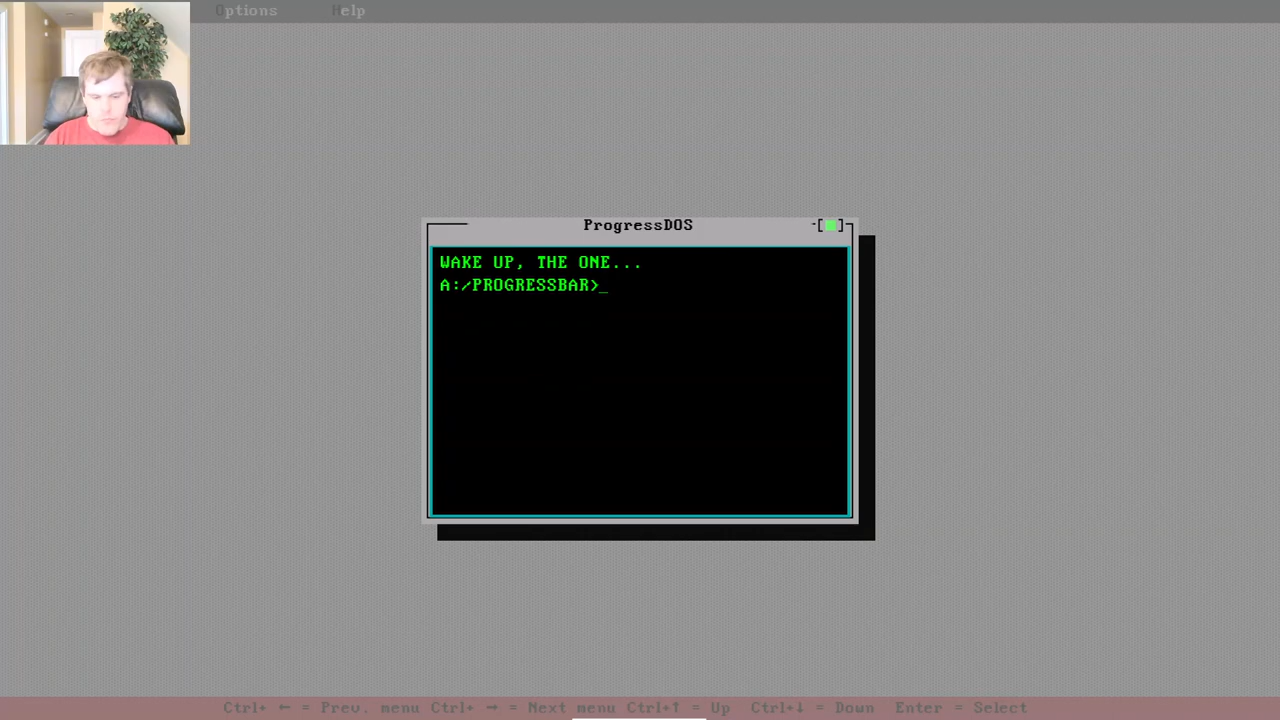 Options Help
ProgressDOS
WAKE UP, THE ONE...
A:/PROGRESSBAR>_
Ctrl+ ← = Prev. menu Ctrl+ → = Next menu Ctrl+↑ = Up Ctrl+↓ = Down Enter = Select